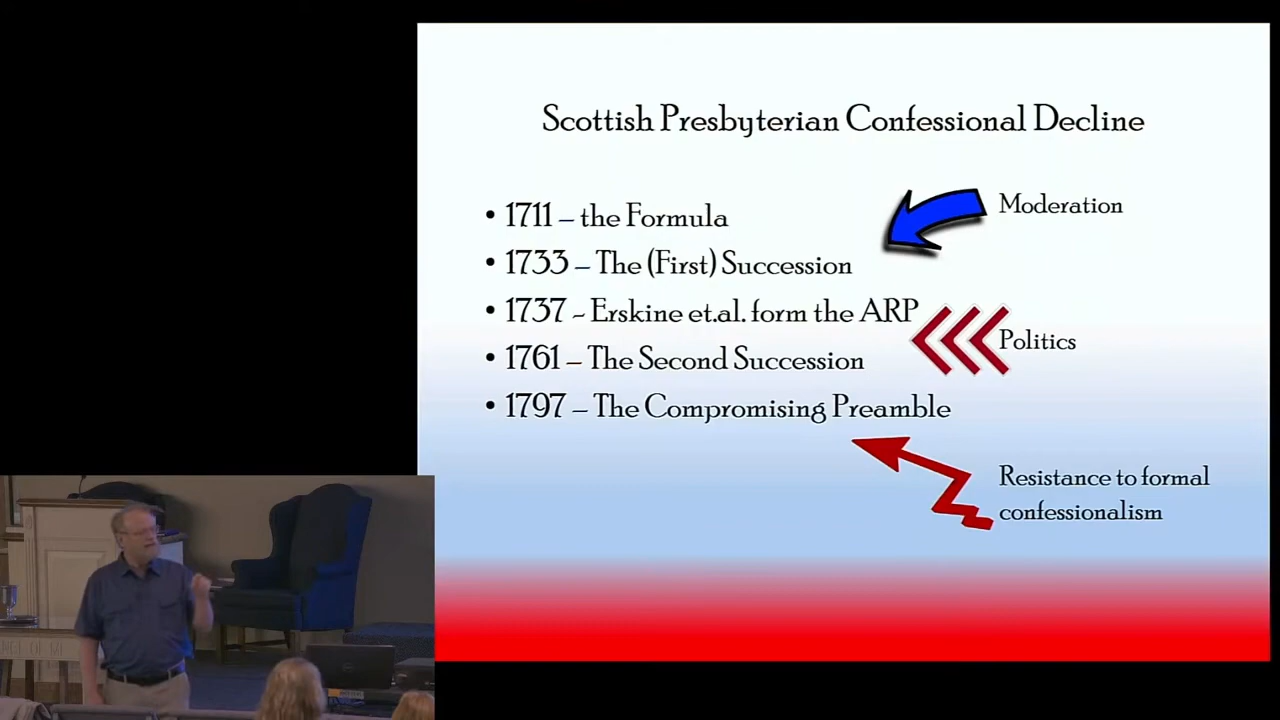 Scottish Presbyterian Confessional Decline
• 1711 – the Formula
• 1733 – The (First) Succession
• 1737 - Erskine et.al. form the ARP
• 1761 – The Second Succession
• 1797 – The Compromising Preamble
Moderation
Politics
Resistance to formal
confessionalism